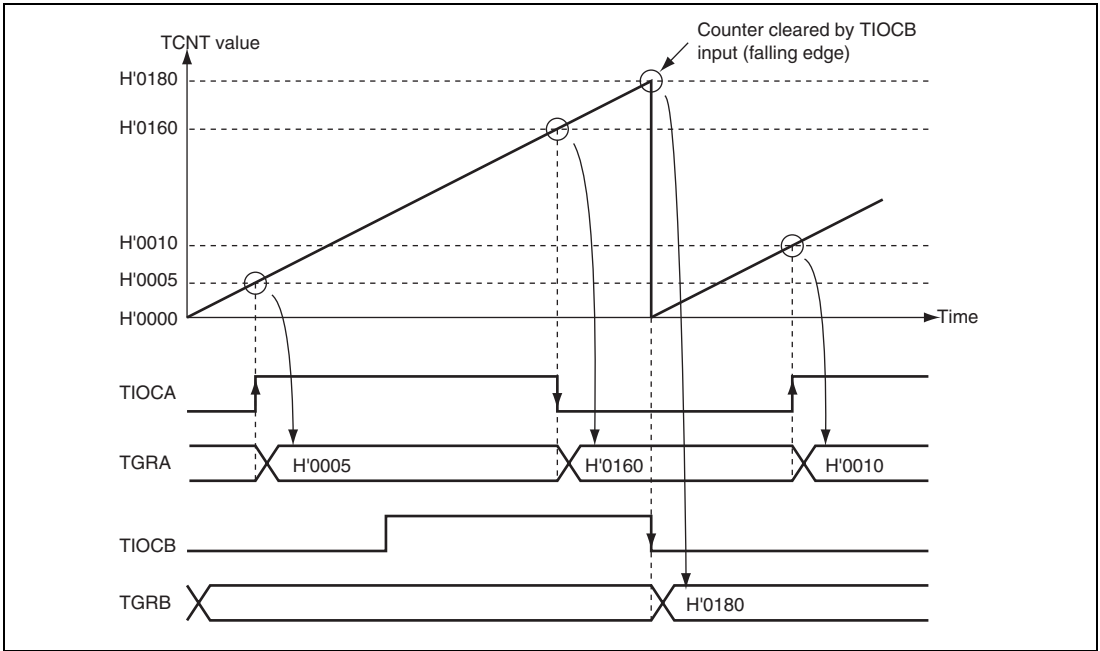 Counter cleared by TIOCB
input (falling edge)
TCNT value
H'0180
H'0160
H'0010
H'0005
H'0000
Time
TIOCA
TGRA
H'0005
H'0160
H'0010
TIOCB
TGRB
H'0180